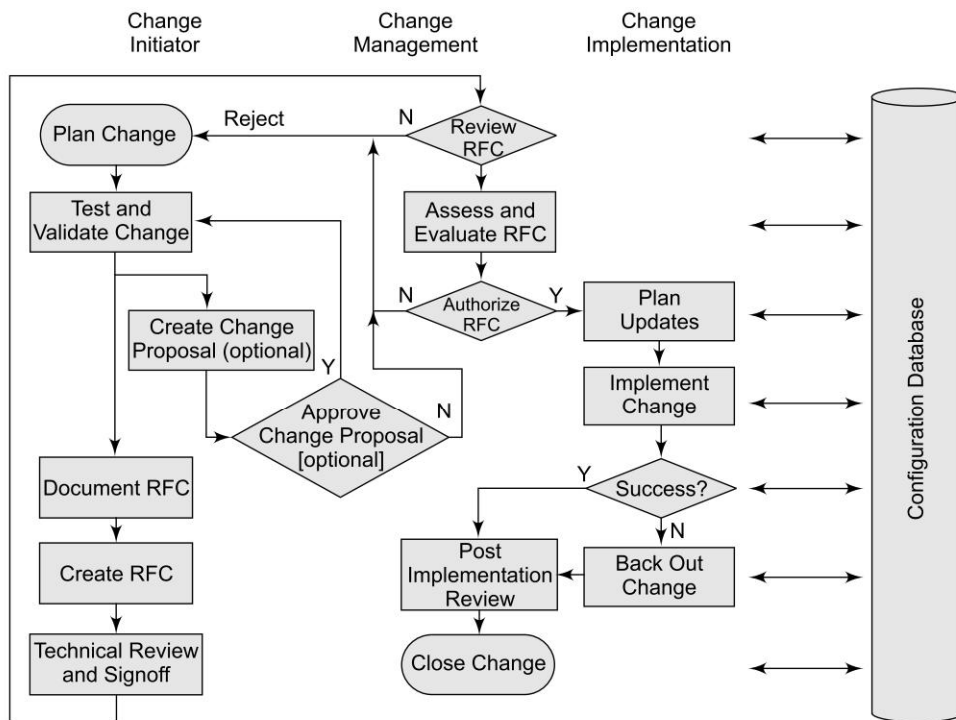 Change
Initiator
Change
Management
Change
Implementation
Plan Change
Reject
N
Review
RFC
Test and
Validate Change
Assess and
Evaluate RFC
N
Authorize
RFC
Y
Plan
Updates
Create Change
Proposal (optional)
Y
Approve
Change Proposal
[optional]
N
Implement
Change
Document RFC
Y
Success?
N
Create RFC
Post
Implementation
Review
Back Out
Change
Technical Review
and Signoff
Close Change
Configuration Database